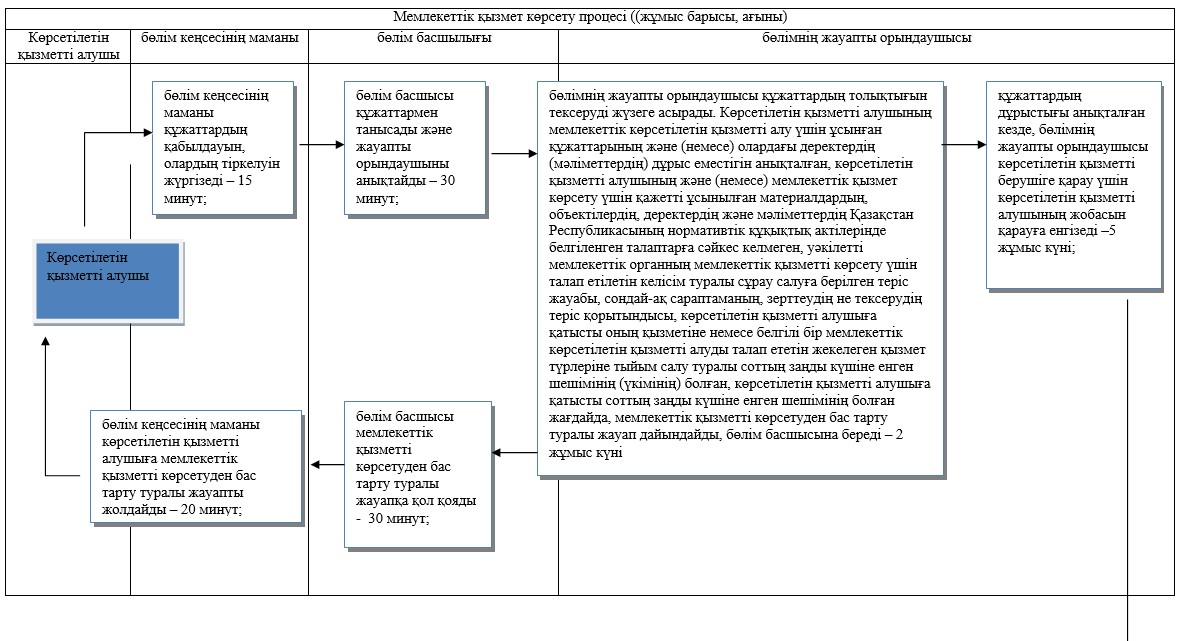 Мемлекеттік қызмет көрсету процесі ((жұмыс барысы, ағыны)
Көрсетілетін
қызметті алушы
бөлім кеңсесінің маманы
бөлім басшылығы
бөлімнің жауапты орындаушысы
бөлім кеңсесінің
маманы
құжаттардың
қабылдауын,
олардың тіркелуін
жүргізеді – 15
минут;
бөлім басшысы
құжаттармен
танысады және
жауапты
орындаушыны
анықтайды – 30
минут;
бөлімнің жауапты орындаушысы құжаттардың толықтығын
тексеруді жүзеге асырады. Көрсетілетін қызметті алушының
мемлекеттік көрсетілетін қызметті алу үшін ұсынған
құжаттарының және (немесе) олардағы деректердің
(мәліметтердің) дұрыс еместігін анықталған, көрсетілетін
қызметті алушының және (немесе) мемлекеттік қызмет
көрсету үшін қажетті ұсынылған материалдардың,
объектілердің, деректердің және мәліметтердің Қазақстан
Республикасының нормативтік құқықтық актілерінде
белгіленген талаптарға сәйкес келмеген, уәкілетті
мемлекеттік органның мемлекеттік қызметті көрсету үшін
талап етілетін келісім туралы сұрау салуға берілген теріс
жауабы, сондай-ақ сараптаманың, зерттеудің не тексерудің
теріс қорытындысы, көрсетілетін қызметті алушыға
қатысты оның қызметіне немесе белгілі бір мемлекеттік
көрсетілетін қызметті алуды талап ететін жекелеген қызмет
түрлеріне тыйым салу туралы соттың заңды күшіне енген
шешімінің (үкімінің) болған, көрсетілетін қызметті алушыға
қатысты соттың заңды күшіне енген шешімінің болған
жағдайда, мемлекеттік қызметті көрсетуден бас тарту
туралы жауап дайындайды, бөлім басшысына береді – 2
жұмыс күні
құжаттардың
дұрыстығы анықталған
кезде, бөлімнің
жауапты орындаушысы
көрсетілетін қызметті
берушіге қарау үшін
көрсетілетін қызметті
алушының жобасын
қарауға енгізеді –5
жұмыс күні;
Көрсетілетін
қызметті алушы
бөлім кеңсесінің маманы
көрсетілетін қызметті
алушыға мемлекеттік
қызметті көрсетуден бас
тарту туралы жауапты
жолдайды – 20 минут;
бөлім басшысы
мемлекеттік
қызметті
көрсетуден бас
тарту туралы
жауапқа қол қояды
- 30 минут;